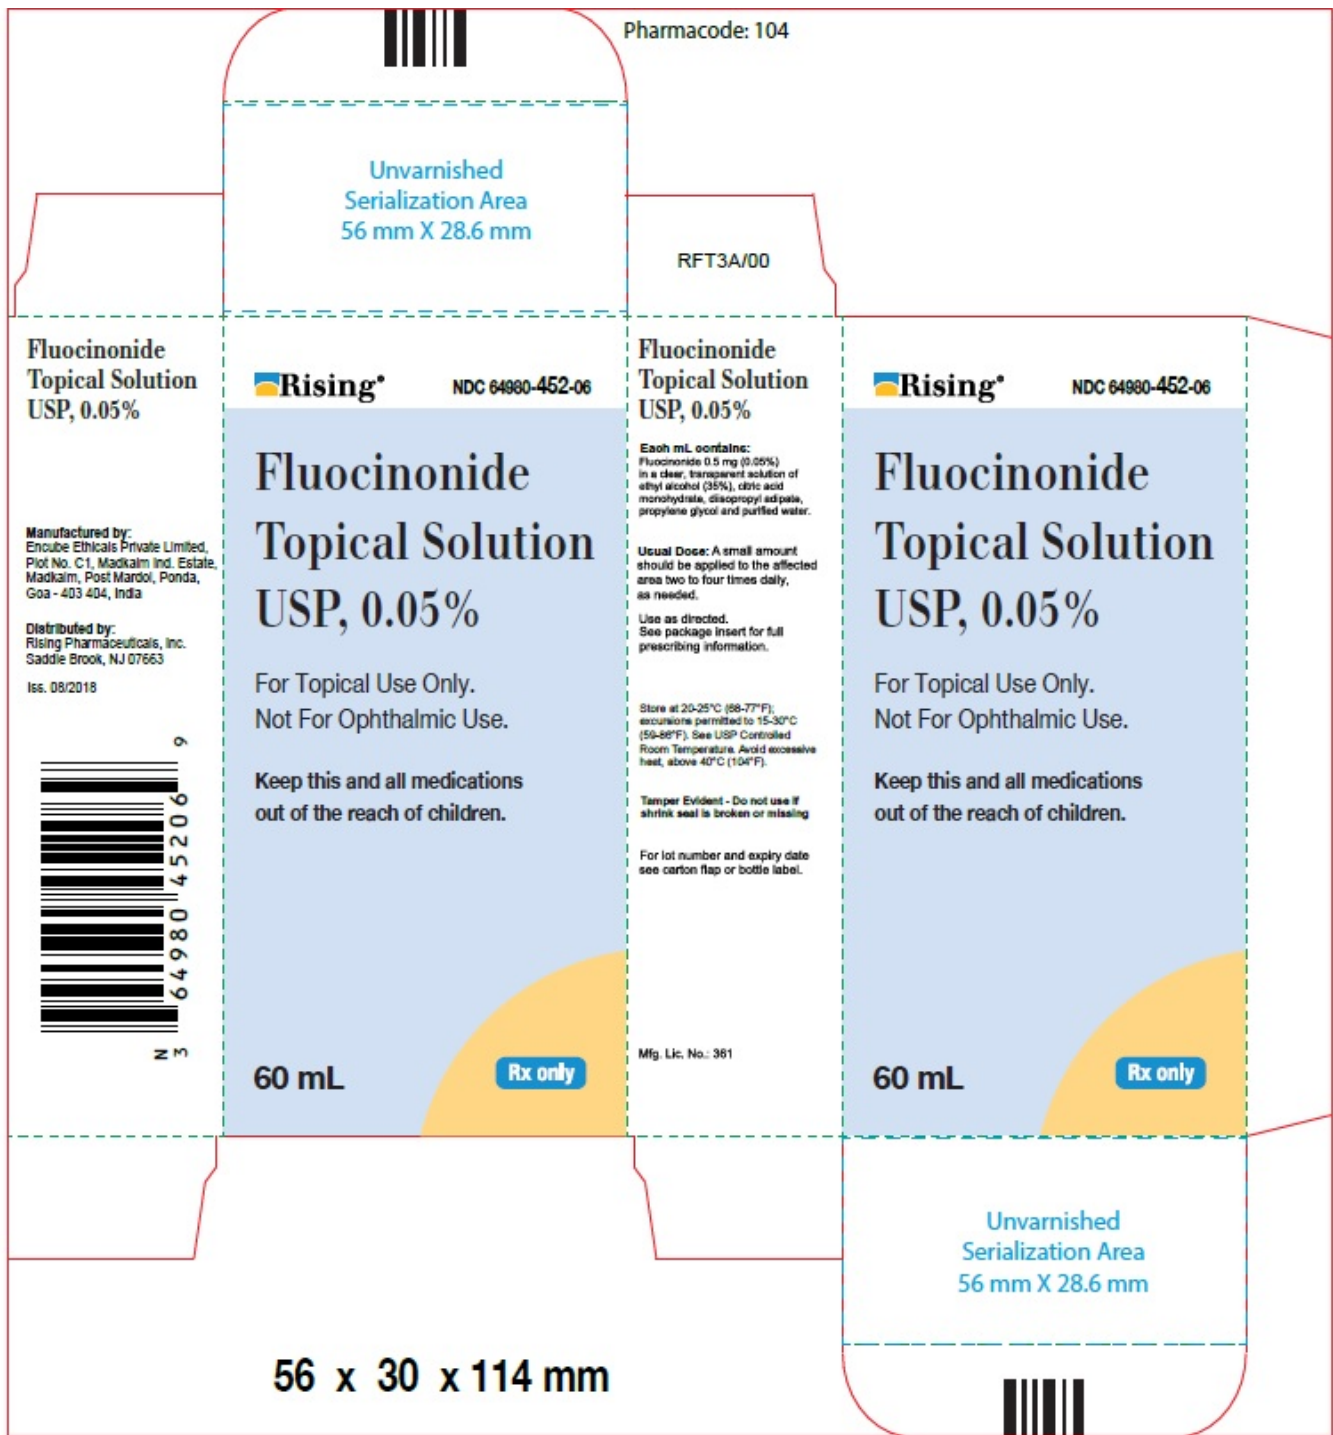 Pharmacode: 104
Unvarnished
Serialization Area
56 mm X 28.6 mm
RFT3A/00
Fluocinonide
Topical Solution
USP, 0.05%
Manufactured by:
Encube Ethicals Private Limited,
Plot No. C1, Madkaim Ind. Estate,
Madkaim, Post Mardol, Ponda,
Goa - 403 404, India
Distributed by:
Rising Pharmaceuticals, Inc.
Saddle Brook, NJ 07663
Iss. 08/2018
N 3 64980 45206 9
Rising®
NDC 64980-452-06
Fluocinonide
Topical Solution
USP, 0.05%
For Topical Use Only.
Not For Ophthalmic Use.
Keep this and all medications
out of the reach of children.
60 mL
Rx only
Fluocinonide
Topical Solution
USP, 0.05%
Each mL contains:
Fluocinonide 0.5 mg (0.05%)
in a clear, transparent solution of
ethyl alcohol (35%), citric acid
monohydrate, diisopropyl adipate,
propylene glycol and purified water.
Usual Dose: A small amount
should be applied to the affected
area two to four times daily,
as needed.
Use as directed.
See package insert for full
prescribing information.
Store at 20-25°C (68-77°F);
excursions permitted to 15-30°C
(59-86°F). See USP Controlled
Room Temperature. Avoid excessive
heat, above 40°C (104°F).
Tamper Evident - Do not use if
shrink seal is broken or missing
For lot number and expiry date
see carton flap or bottle label.
Mfg. Lic. No.: 361
Rising®
NDC 64980-452-06
Fluocinonide
Topical Solution
USP, 0.05%
For Topical Use Only.
Not For Ophthalmic Use.
Keep this and all medications
out of the reach of children.
60 mL
Rx only
Unvarnished
Serialization Area
56 mm X 28.6 mm
56 x 30 x 114 mm